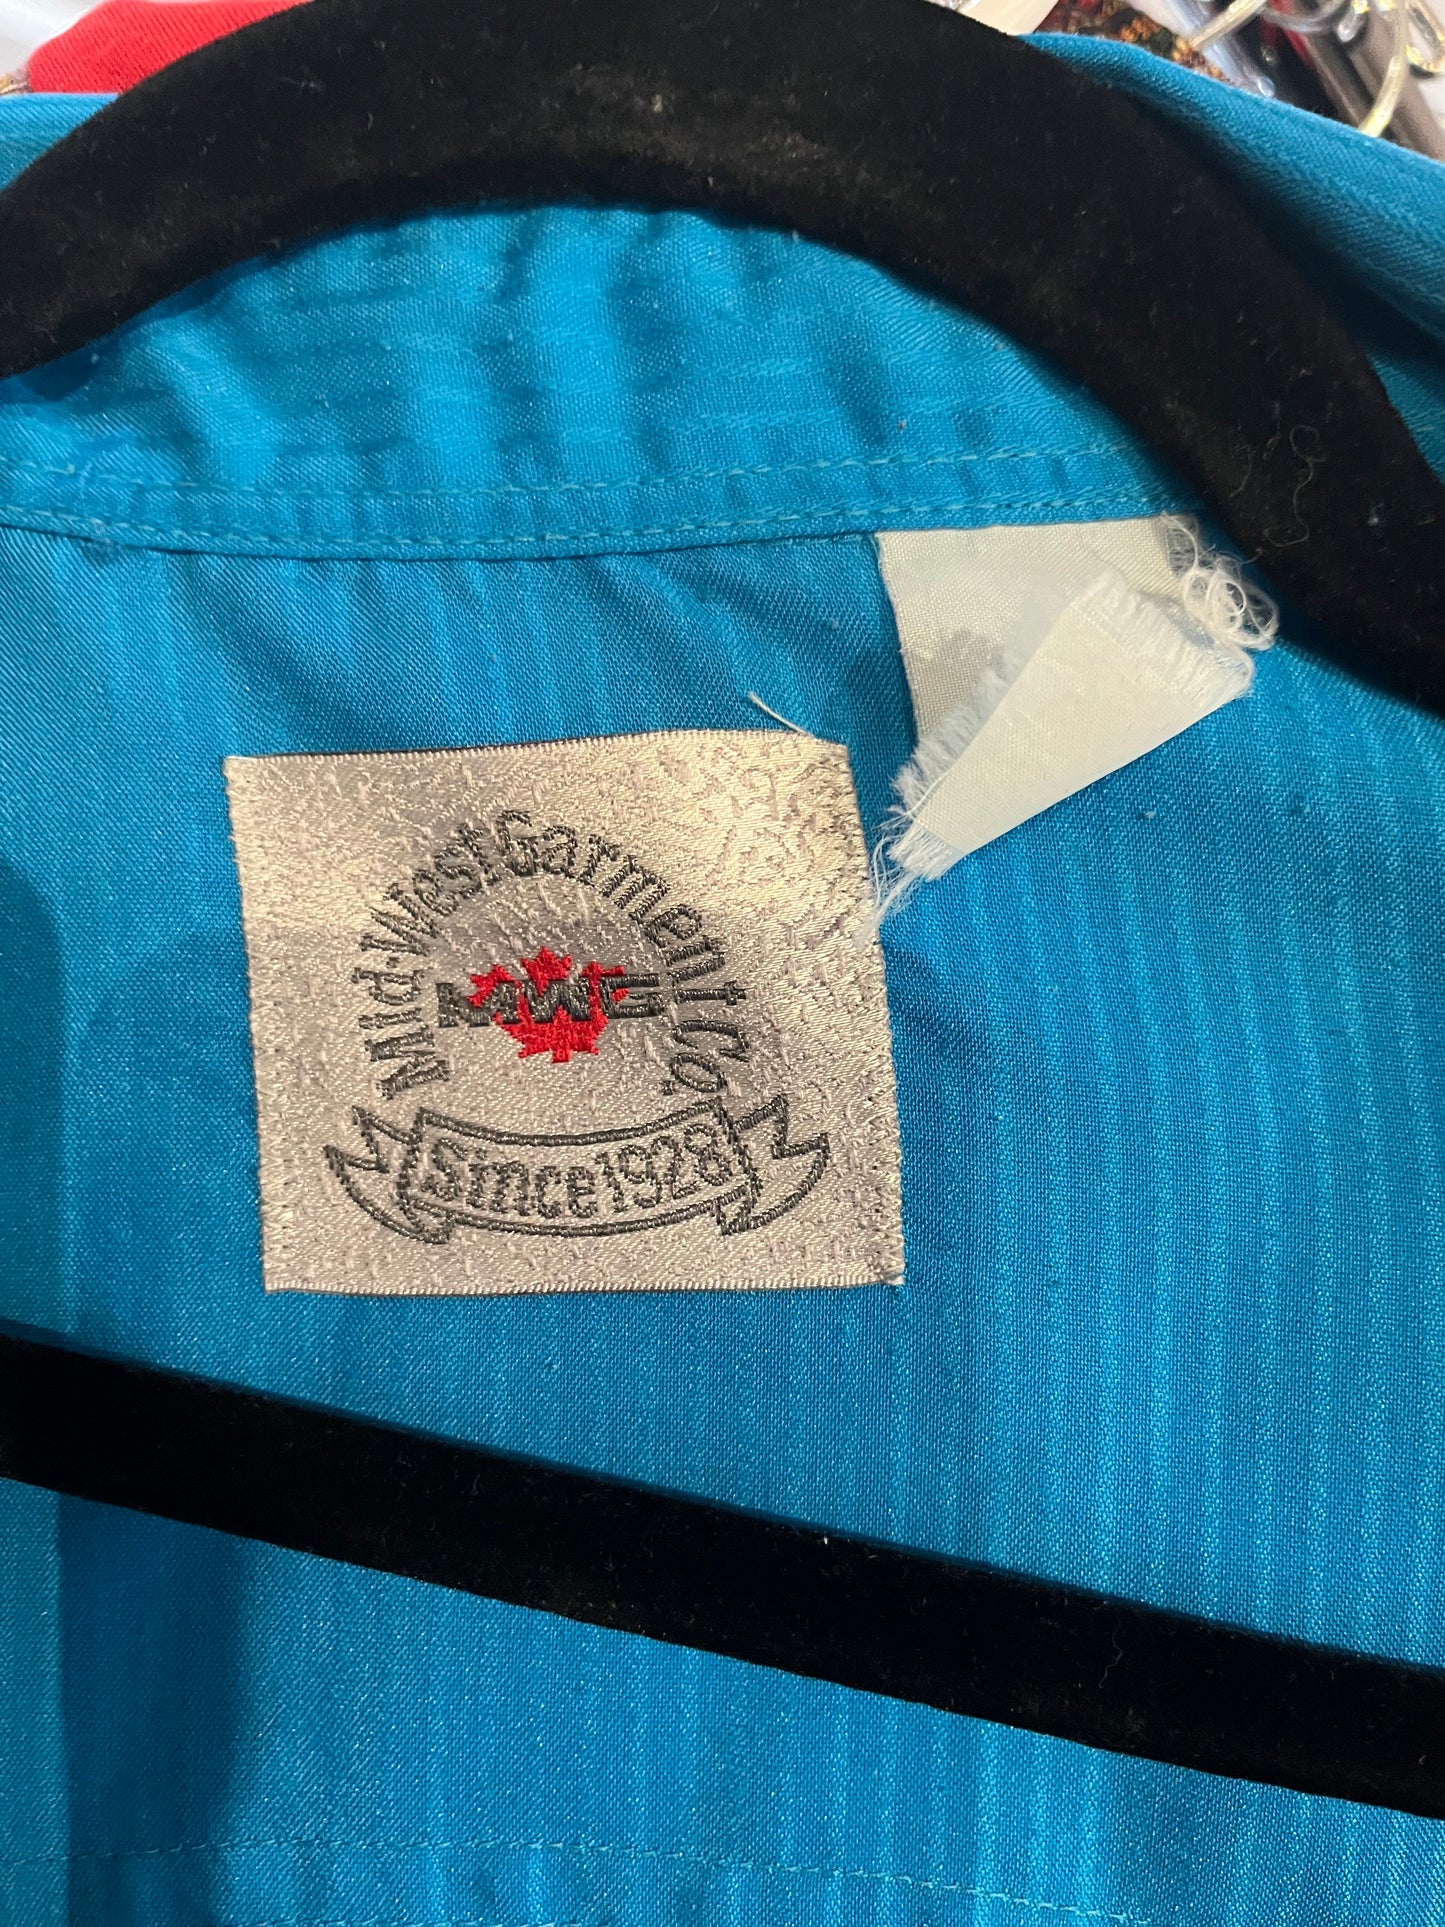 Mid-West Garment Co.
MWG
Since 1928